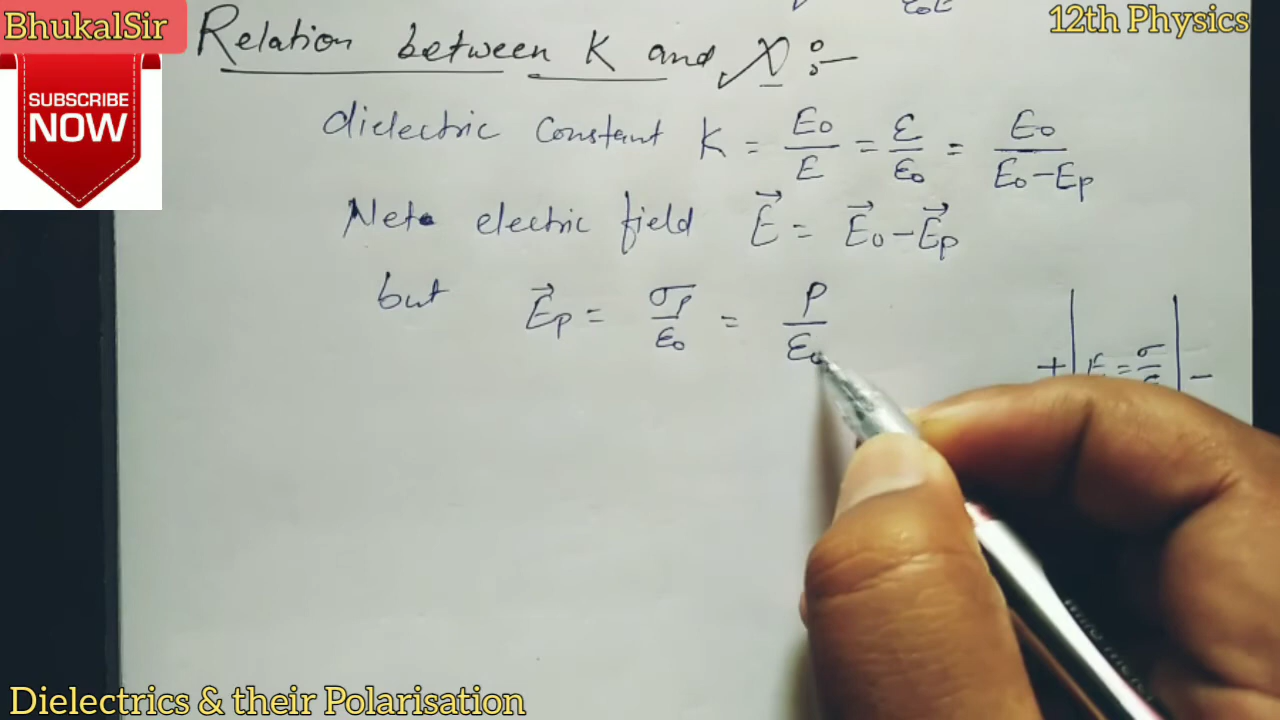 BhukalSir
12th Physics
ε₀E
Relation between K and χ :-
SUBSCRIBE
NOW
dielectric constant K = E₀/E = ε/ε₀ = E₀/(E₀-Ep)
Net electric field E⃗ = E⃗₀ - E⃗p
but E⃗p = σp/ε₀ = P/ε₀
+ | E = σ/ε | -
Dielectrics & their Polarisation